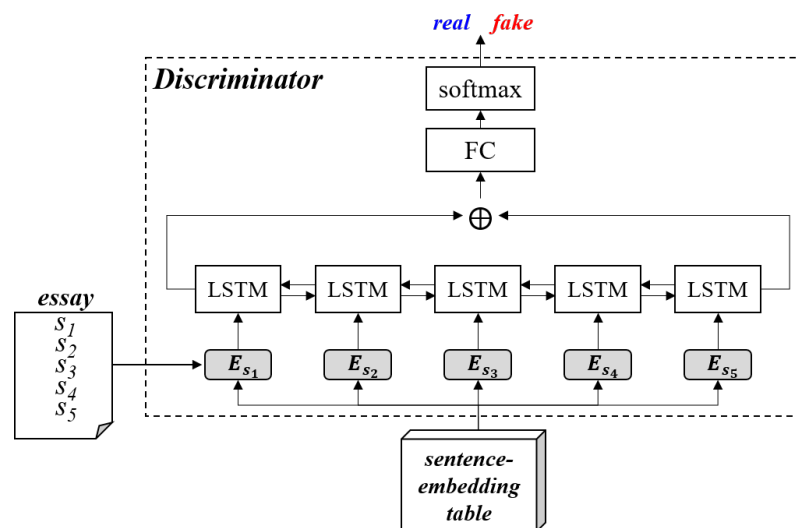 real fake
Discriminator
softmax
FC
⊕
LSTM LSTM LSTM LSTM LSTM
essay
s1
s2
s3
s4
s5
Es1 Es2 Es3 Es4 Es5
sentence-
embedding
table